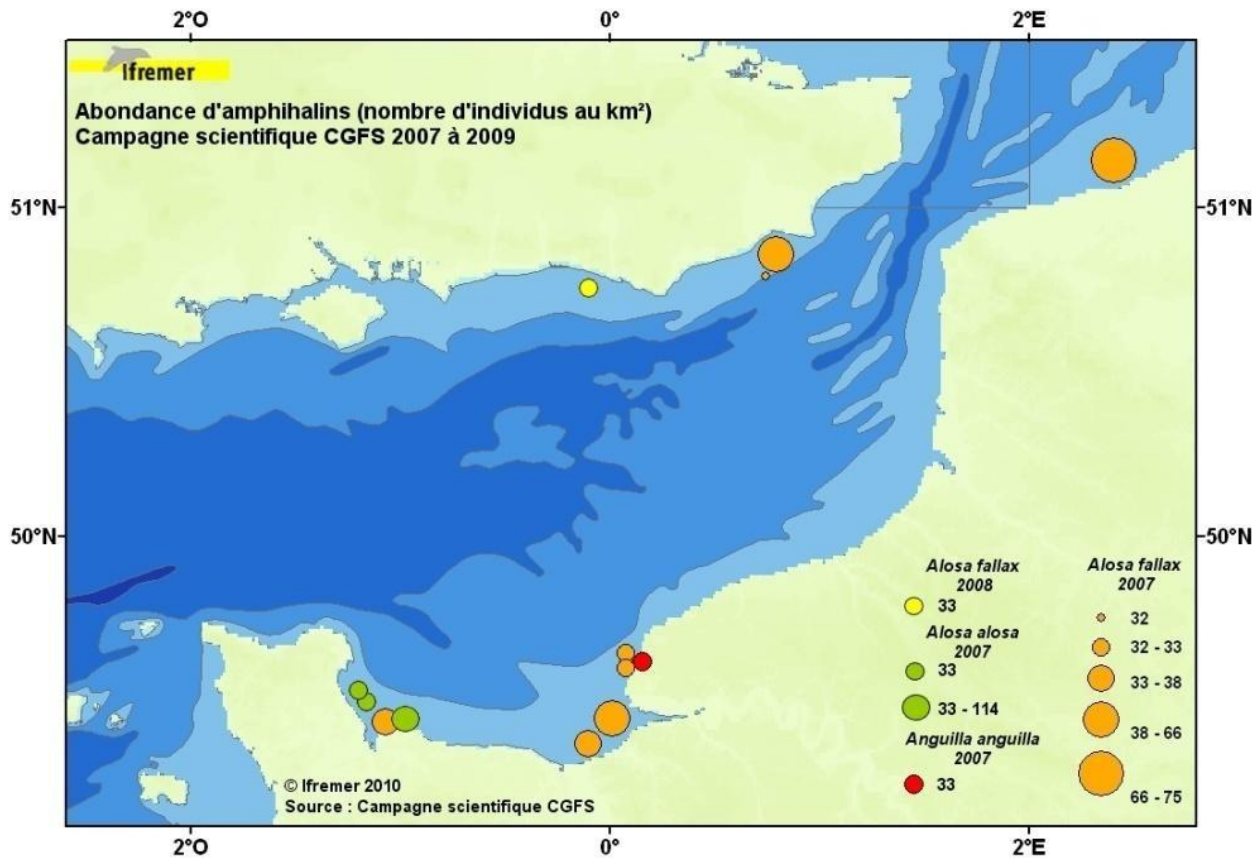 2°O 0° 2°E
Ifremer
Abondance d'amphihalins (nombre d'individus au km²)
Campagne scientifique CGFS 2007 à 2009
51°N 51°N
50°N 50°N
Alosa fallax
2008
33
Alosa alosa
2007
33
33 - 114
Anguilla anguilla
2007
33
Alosa fallax
2007
32
32 - 33
33 - 38
38 - 66
66 - 75
© Ifremer 2010
Source : Campagne scientifique CGFS
2°O 0° 2°E